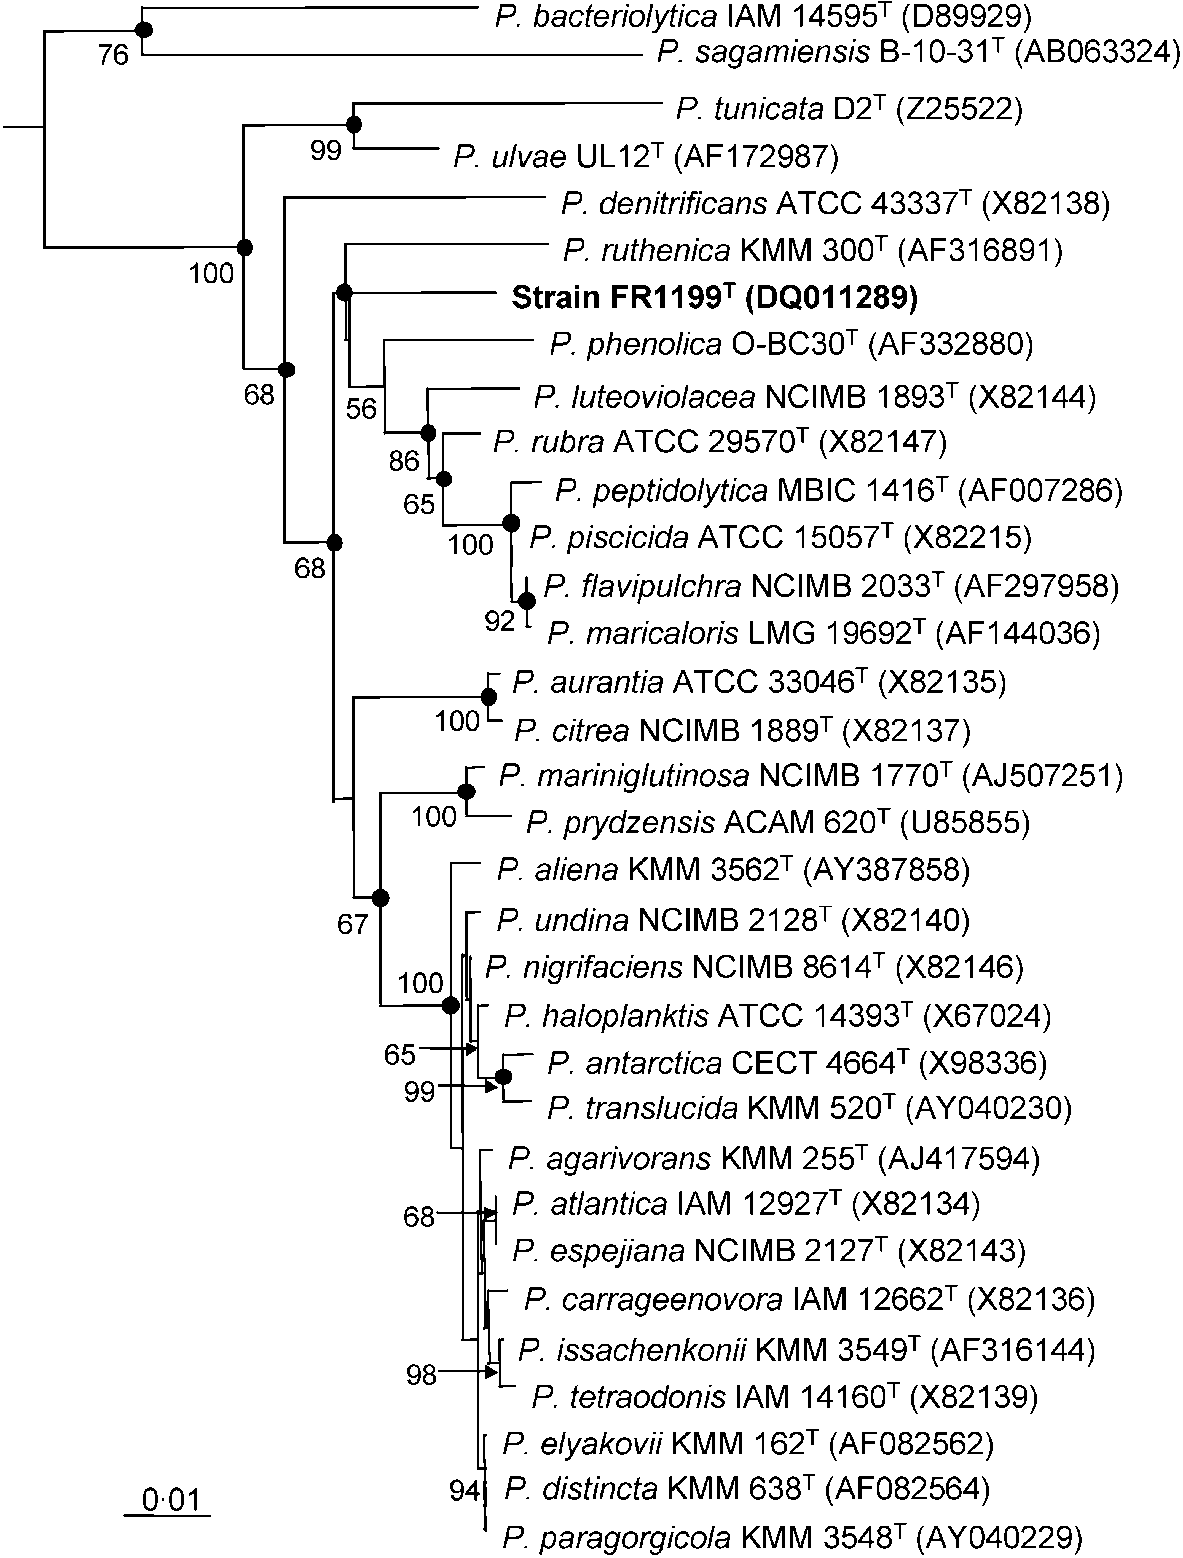 P. bacteriolytica IAM 14595ᵀ (D89929)
76
P. sagamiensis B-10-31ᵀ (AB063324)
P. tunicata D2ᵀ (Z25522)
99
P. ulvae UL12ᵀ (AF172987)
P. denitrificans ATCC 43337ᵀ (X82138)
P. ruthenica KMM 300ᵀ (AF316891)
100
Strain FR1199ᵀ (DQ011289)
P. phenolica O-BC30ᵀ (AF332880)
68
P. luteoviolacea NCIMB 1893ᵀ (X82144)
56
P. rubra ATCC 29570ᵀ (X82147)
86
P. peptidolytica MBIC 1416ᵀ (AF007286)
65
P. piscicida ATCC 15057ᵀ (X82215)
100
68
P. flavipulchra NCIMB 2033ᵀ (AF297958)
92
P. maricaloris LMG 19692ᵀ (AF144036)
P. aurantia ATCC 33046ᵀ (X82135)
100
P. citrea NCIMB 1889ᵀ (X82137)
P. mariniglutinosa NCIMB 1770ᵀ (AJ507251)
100
P. prydzensis ACAM 620ᵀ (U85855)
P. aliena KMM 3562ᵀ (AY387858)
67
P. undina NCIMB 2128ᵀ (X82140)
P. nigrifaciens NCIMB 8614ᵀ (X82146)
100
P. haloplanktis ATCC 14393ᵀ (X67024)
65
P. antarctica CECT 4664ᵀ (X98336)
99
P. translucida KMM 520ᵀ (AY040230)
P. agarivorans KMM 255ᵀ (AJ417594)
P. atlantica IAM 12927ᵀ (X82134)
68
P. espejiana NCIMB 2127ᵀ (X82143)
P. carrageenovora IAM 12662ᵀ (X82136)
P. issachenkonii KMM 3549ᵀ (AF316144)
98
P. tetraodonis IAM 14160ᵀ (X82139)
P. elyakovii KMM 162ᵀ (AF082562)
94
P. distincta KMM 638ᵀ (AF082564)
0·01
P. paragorgicola KMM 3548ᵀ (AY040229)